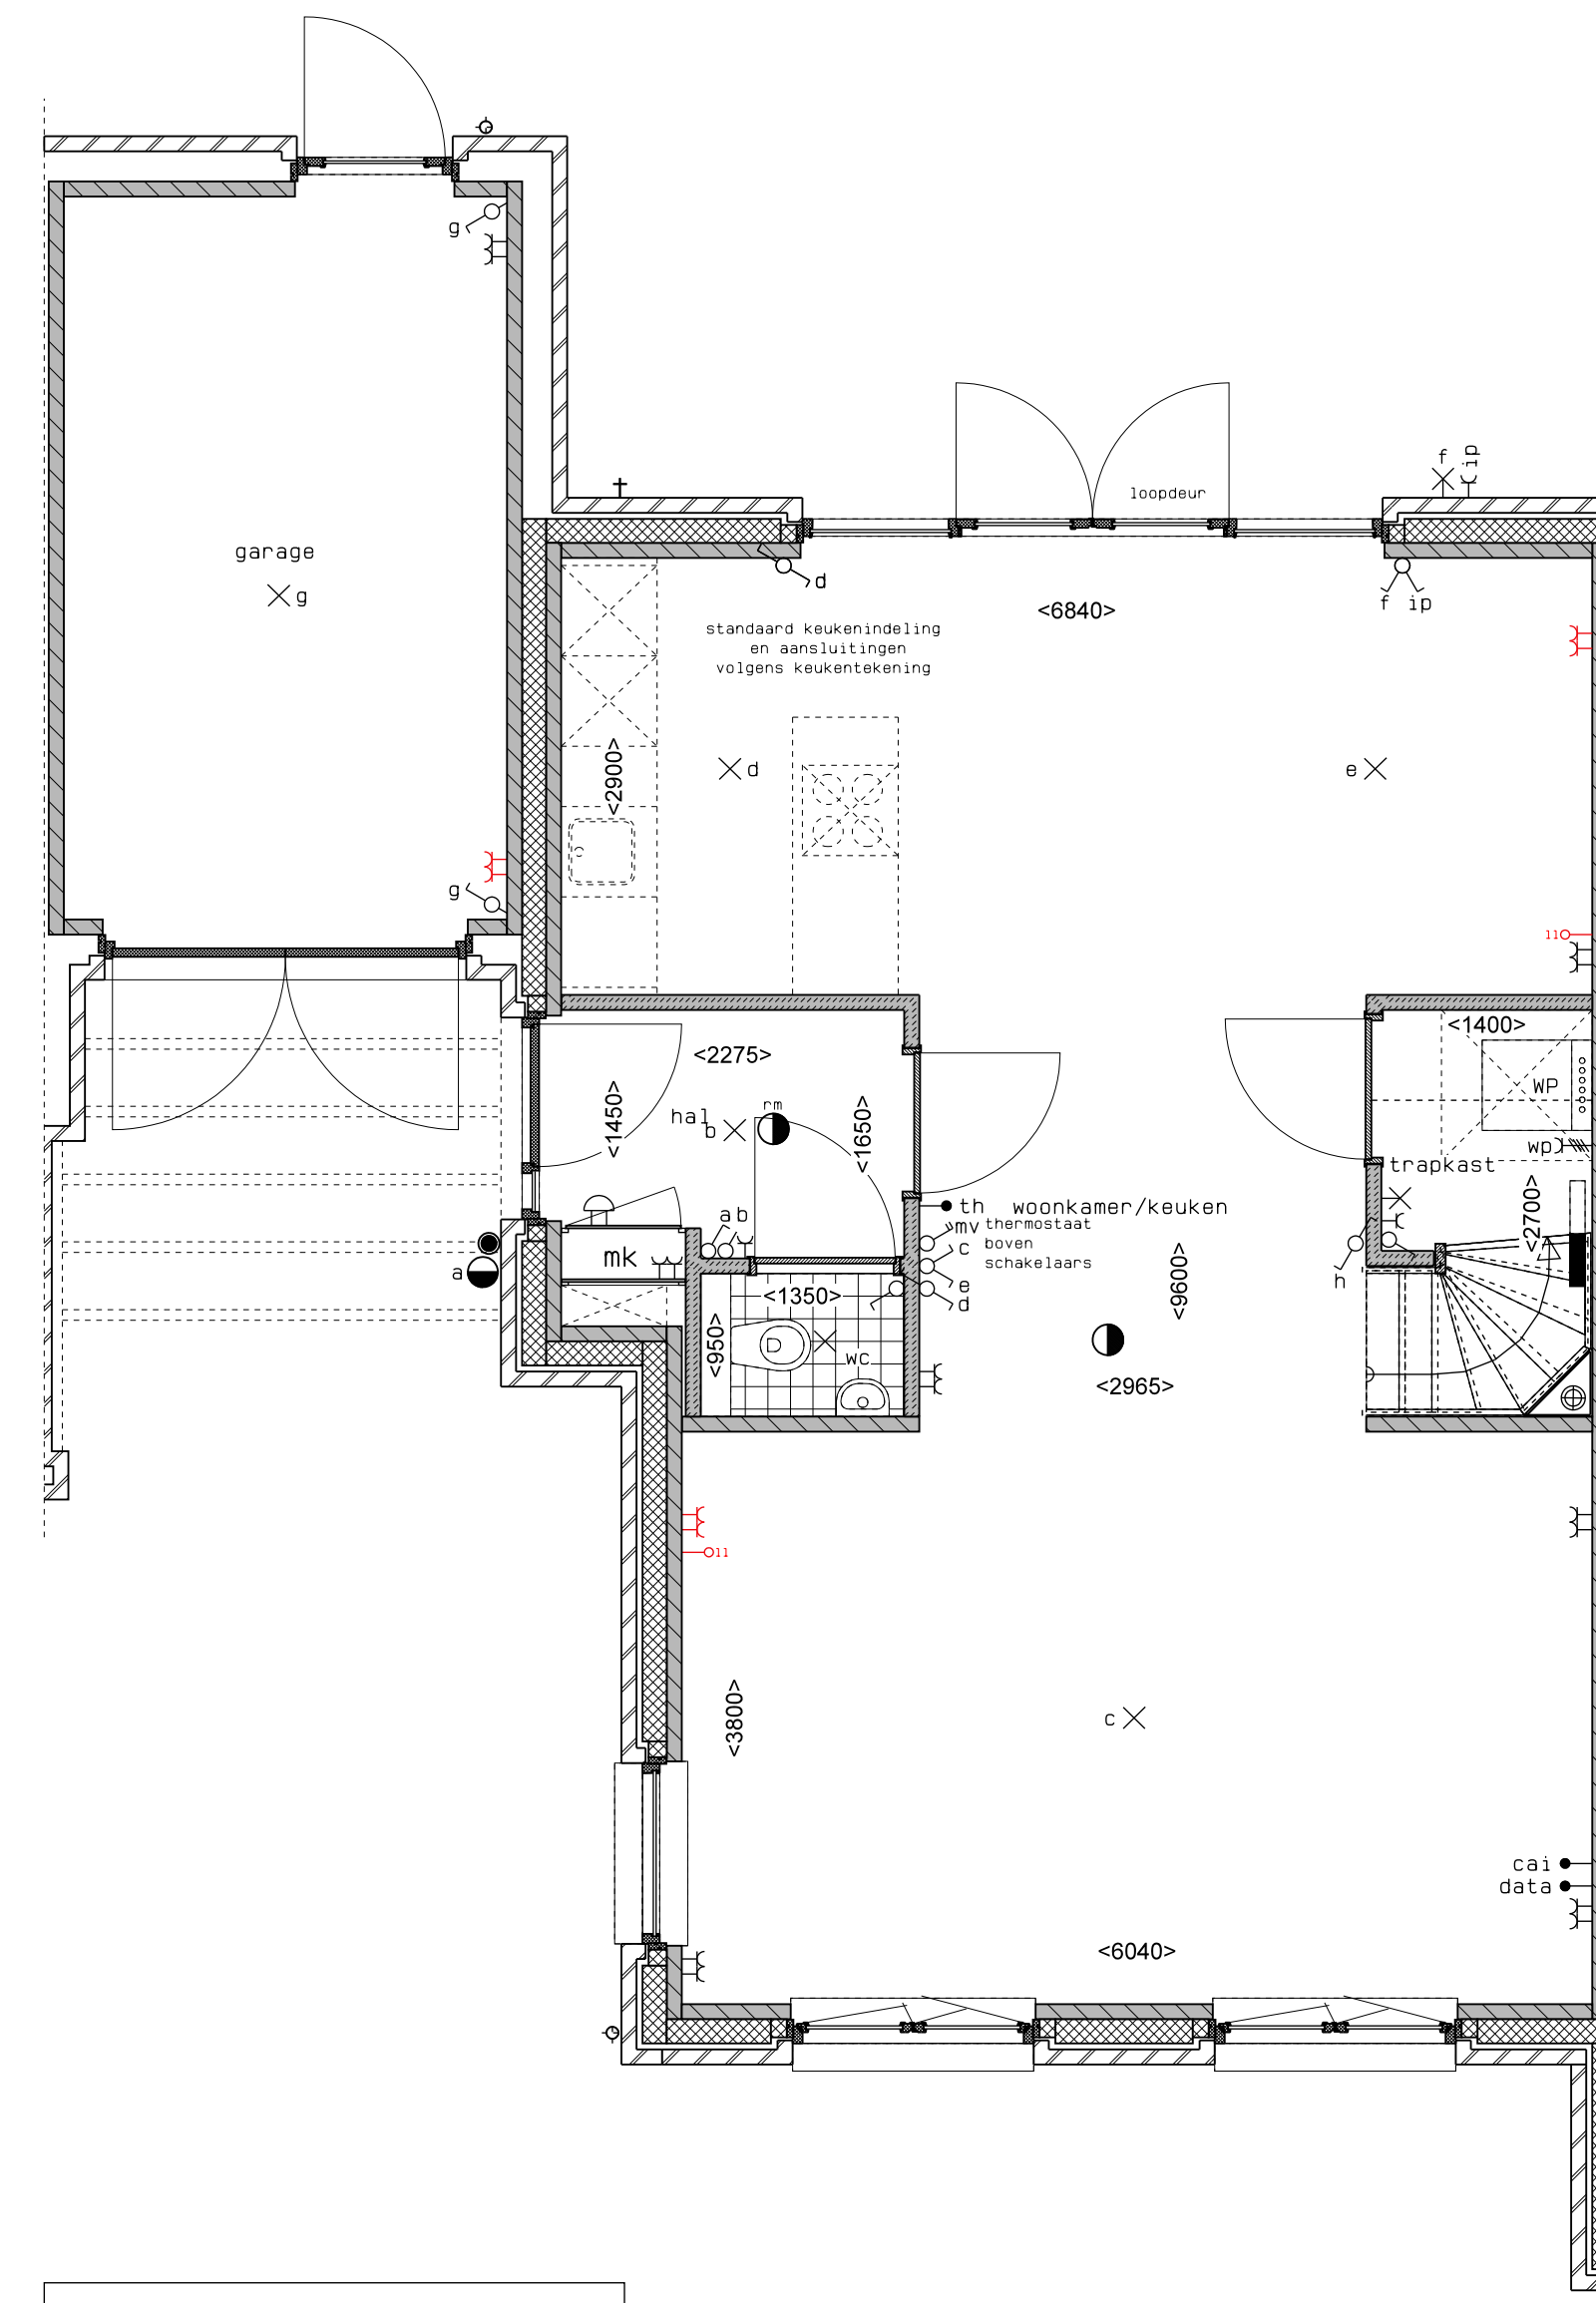 f
ip
loopdeur
g
garage
g
d
<6840>
f ip
standaard keukenindeling
en aansluitingen
volgens keukentekening
<2900>
d
e
g
11
<2275>
<1400>
<1450>
hal
b
rm
<1650>
WP
wp
trapkast
th woonkamer/keuken
mv thermostaat
c boven
e schakelaars
d
a b
mk
a
<2700>
h
<1350>
<950>
wc
<9600>
<2965>
11
<3800>
c
cai
data
<6040>